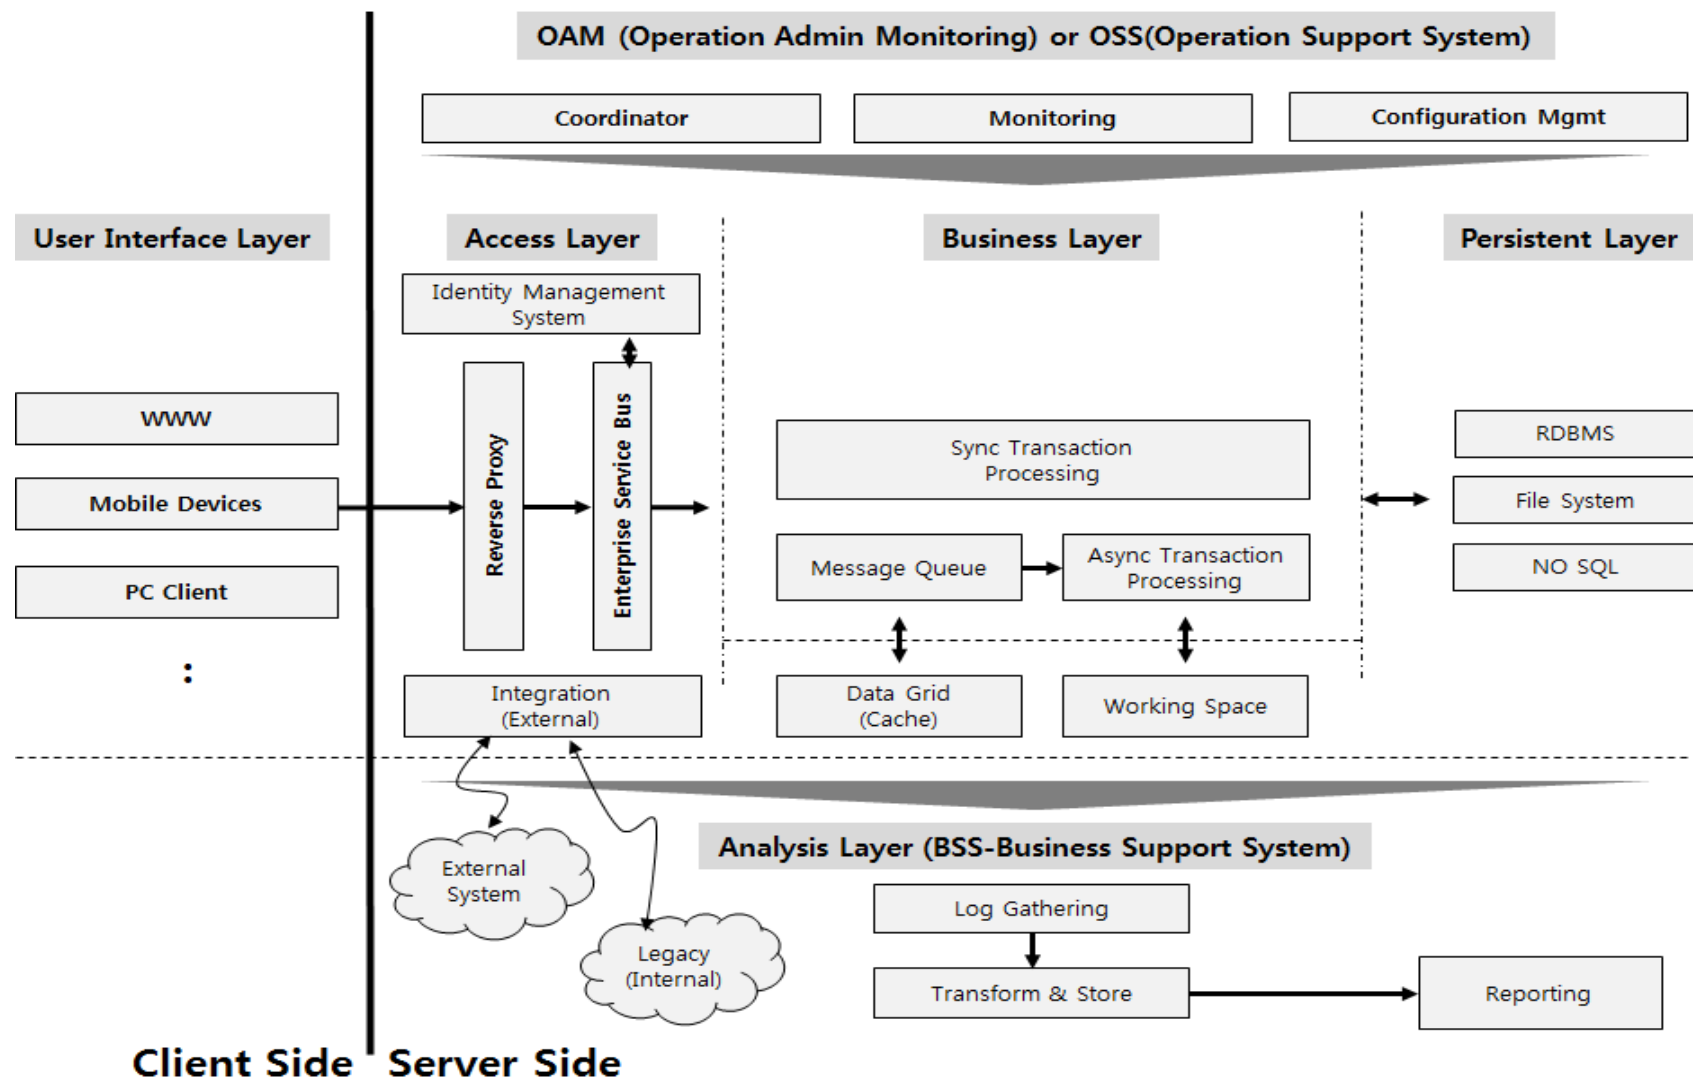 OAM (Operation Admin Monitoring) or OSS(Operation Support System)
Coordinator
Monitoring
Configuration Mgmt
User Interface Layer
Access Layer
Business Layer
Persistent Layer
Identity Management
System
WWW
Mobile Devices
PC Client
:
Reverse Proxy
Enterprise Service Bus
Sync Transaction
Processing
Message Queue
Async Transaction
Processing
RDBMS
File System
NO SQL
Integration
(External)
Data Grid
(Cache)
Working Space
External
System
Legacy
(Internal)
Analysis Layer (BSS-Business Support System)
Log Gathering
Transform & Store
Reporting
Client Side
Server Side